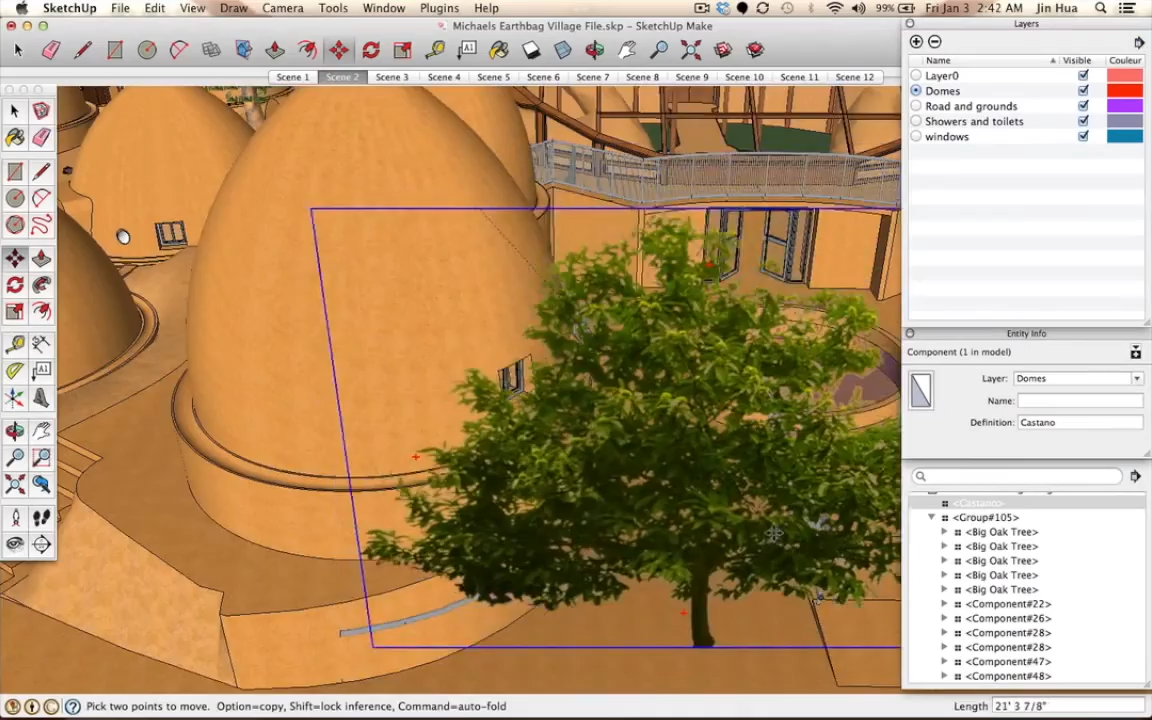 SketchUp File Edit View Draw Camera Tools Window Plugins Help 99% Fri Jan 3 2:42 AM Jin Hua
Michaels Earthbag Village File.skp - SketchUp Make
Layers
A1
Scene 1 Scene 2 Scene 3 Scene 4 Scene 5 Scene 6 Scene 7 Scene 8 Scene 9 Scene 10 Scene 11 Scene 12
Name Visible Couleur
Layer0
Domes
Road and grounds
Showers and toilets
windows
Entity Info
Component (1 in model)
Layer: Domes
Name:
Definition: Castano
A1
<Castano>
<Group#105>
<Big Oak Tree>
<Big Oak Tree>
<Big Oak Tree>
<Big Oak Tree>
<Big Oak Tree>
<Component#22>
<Component#26>
<Component#28>
<Component#28>
<Component#47>
<Component#48>
Pick two points to move. Option=copy, Shift=lock inference, Command=auto-fold
Length 21' 3 7/8"